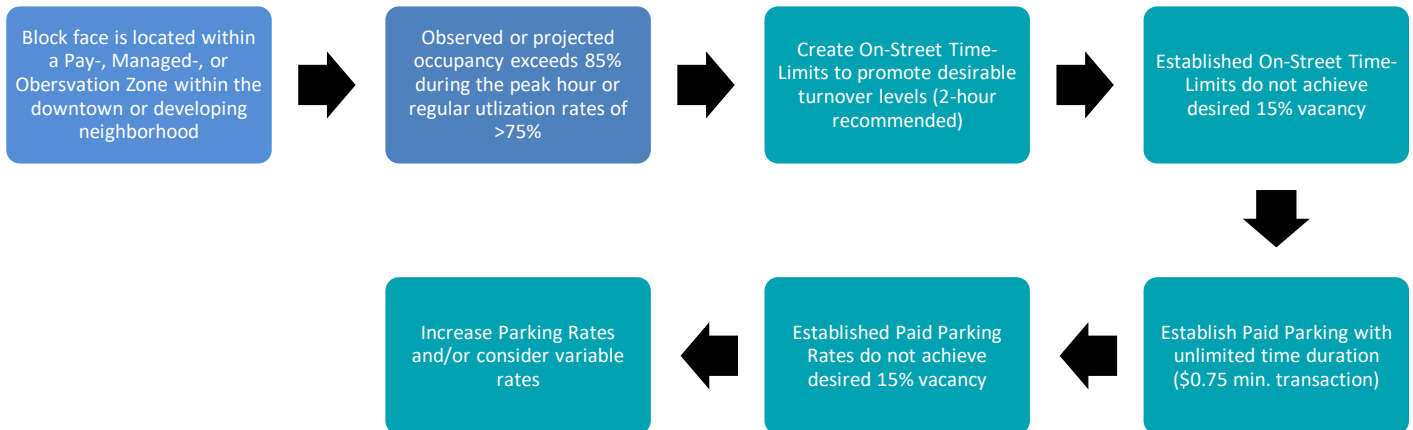 Block face is located within
a Pay-, Managed-, or
Obersvation Zone within the
downtown or developing
neighborhood
Observed or projected
occupancy exceeds 85%
during the peak hour or
regular utlization rates of
>75%
Create On-Street Time-
Limits to promote desirable
turnover levels (2-hour
recommended)
Established On-Street Time-
Limits do not achieve
desired 15% vacancy
Establish Paid Parking with
unlimited time duration
($0.75 min. transaction)
Established Paid Parking
Rates do not achieve
desired 15% vacancy
Increase Parking Rates
and/or consider variable
rates